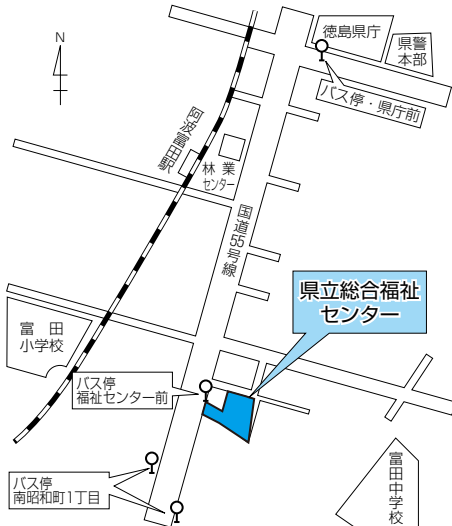 N
徳島県庁
県警
本部
バス停・県庁前
阿波富田駅
林業
センター
国道55号線
県立総合福祉
センター
富田
小学校
バス停
福祉センター前
バス停
南昭和町1丁目
富田中学校